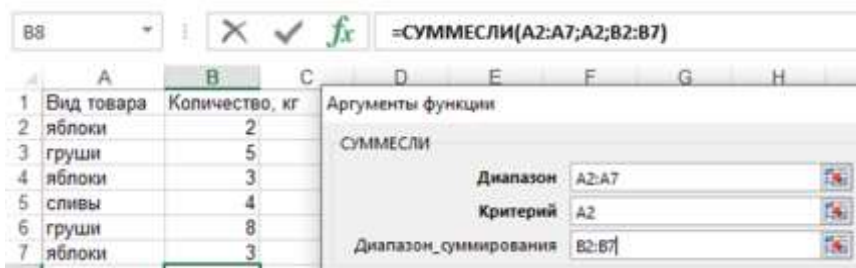 B8 fx =СУММЕСЛИ(A2:A7;A2;B2:B7)
A B C D E F G H
1 Вид товара Количество, кг Аргументы функции
2 яблоки 2
СУММЕСЛИ
3 груши 5
4 яблоки 3 Диапазон A2:A7
5 сливы 4 Критерий A2
6 груши 8
Диапазон_суммирования B2:B7
7 яблоки 3